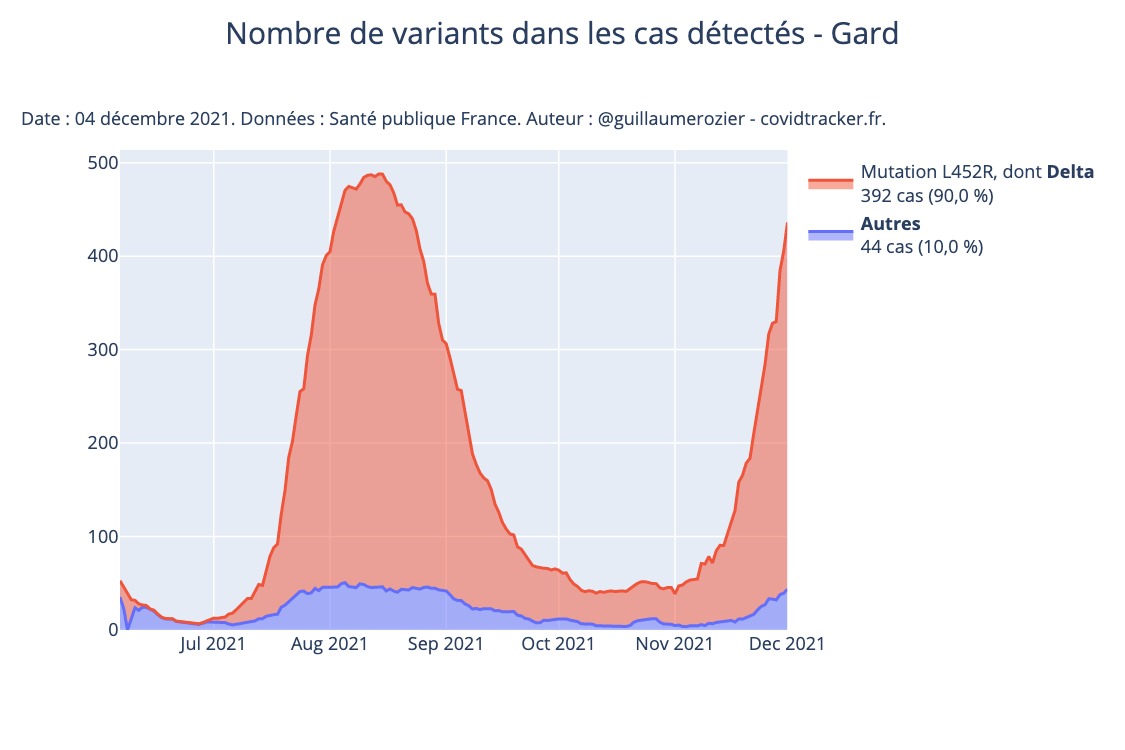 Nombre de variants dans les cas détectés - Gard
Date : 04 décembre 2021. Données : Santé publique France. Auteur : @guillaumerozier - covidtracker.fr.
500
400
300
200
100
0
Jul 2021
Aug 2021
Sep 2021
Oct 2021
Nov 2021
Dec 2021
Mutation L452R, dont Delta
392 cas (90,0 %)
Autres
44 cas (10,0 %)